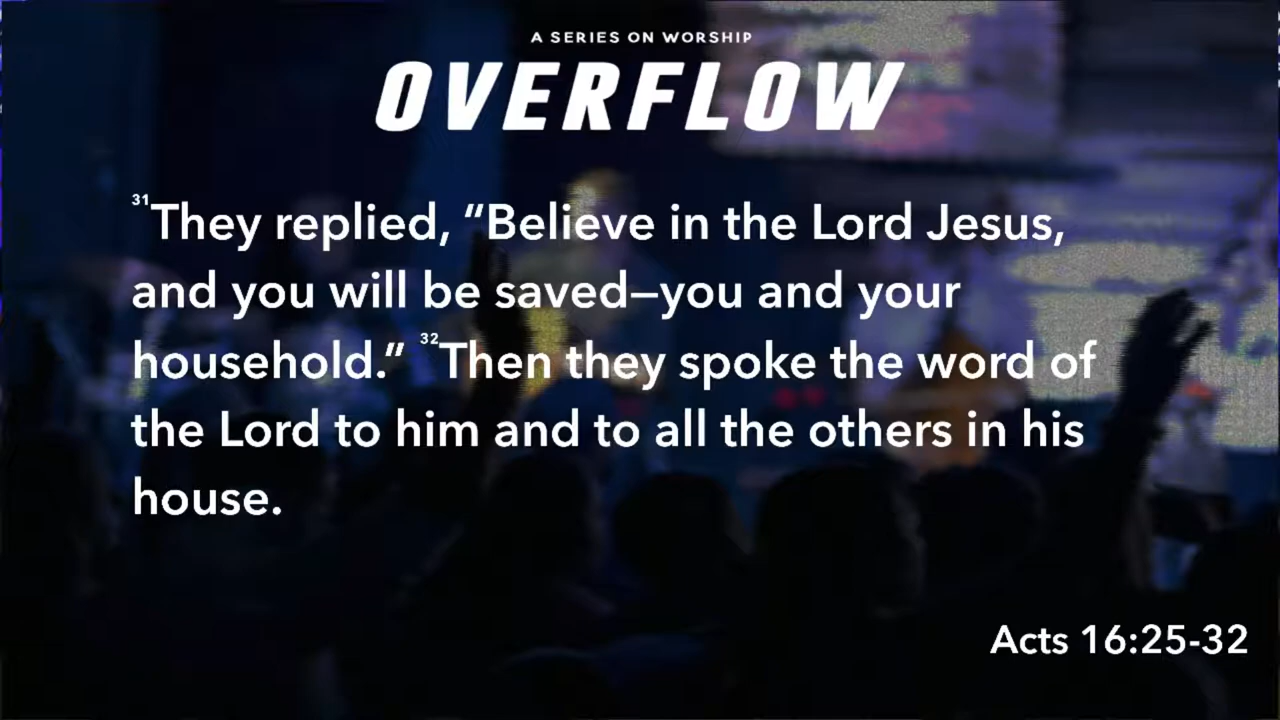 A SERIES ON WORSHIP
OVERFLOW
³¹They replied, “Believe in the Lord Jesus,
and you will be saved—you and your
household.” ³²Then they spoke the word of
the Lord to him and to all the others in his
house.
Acts 16:25-32